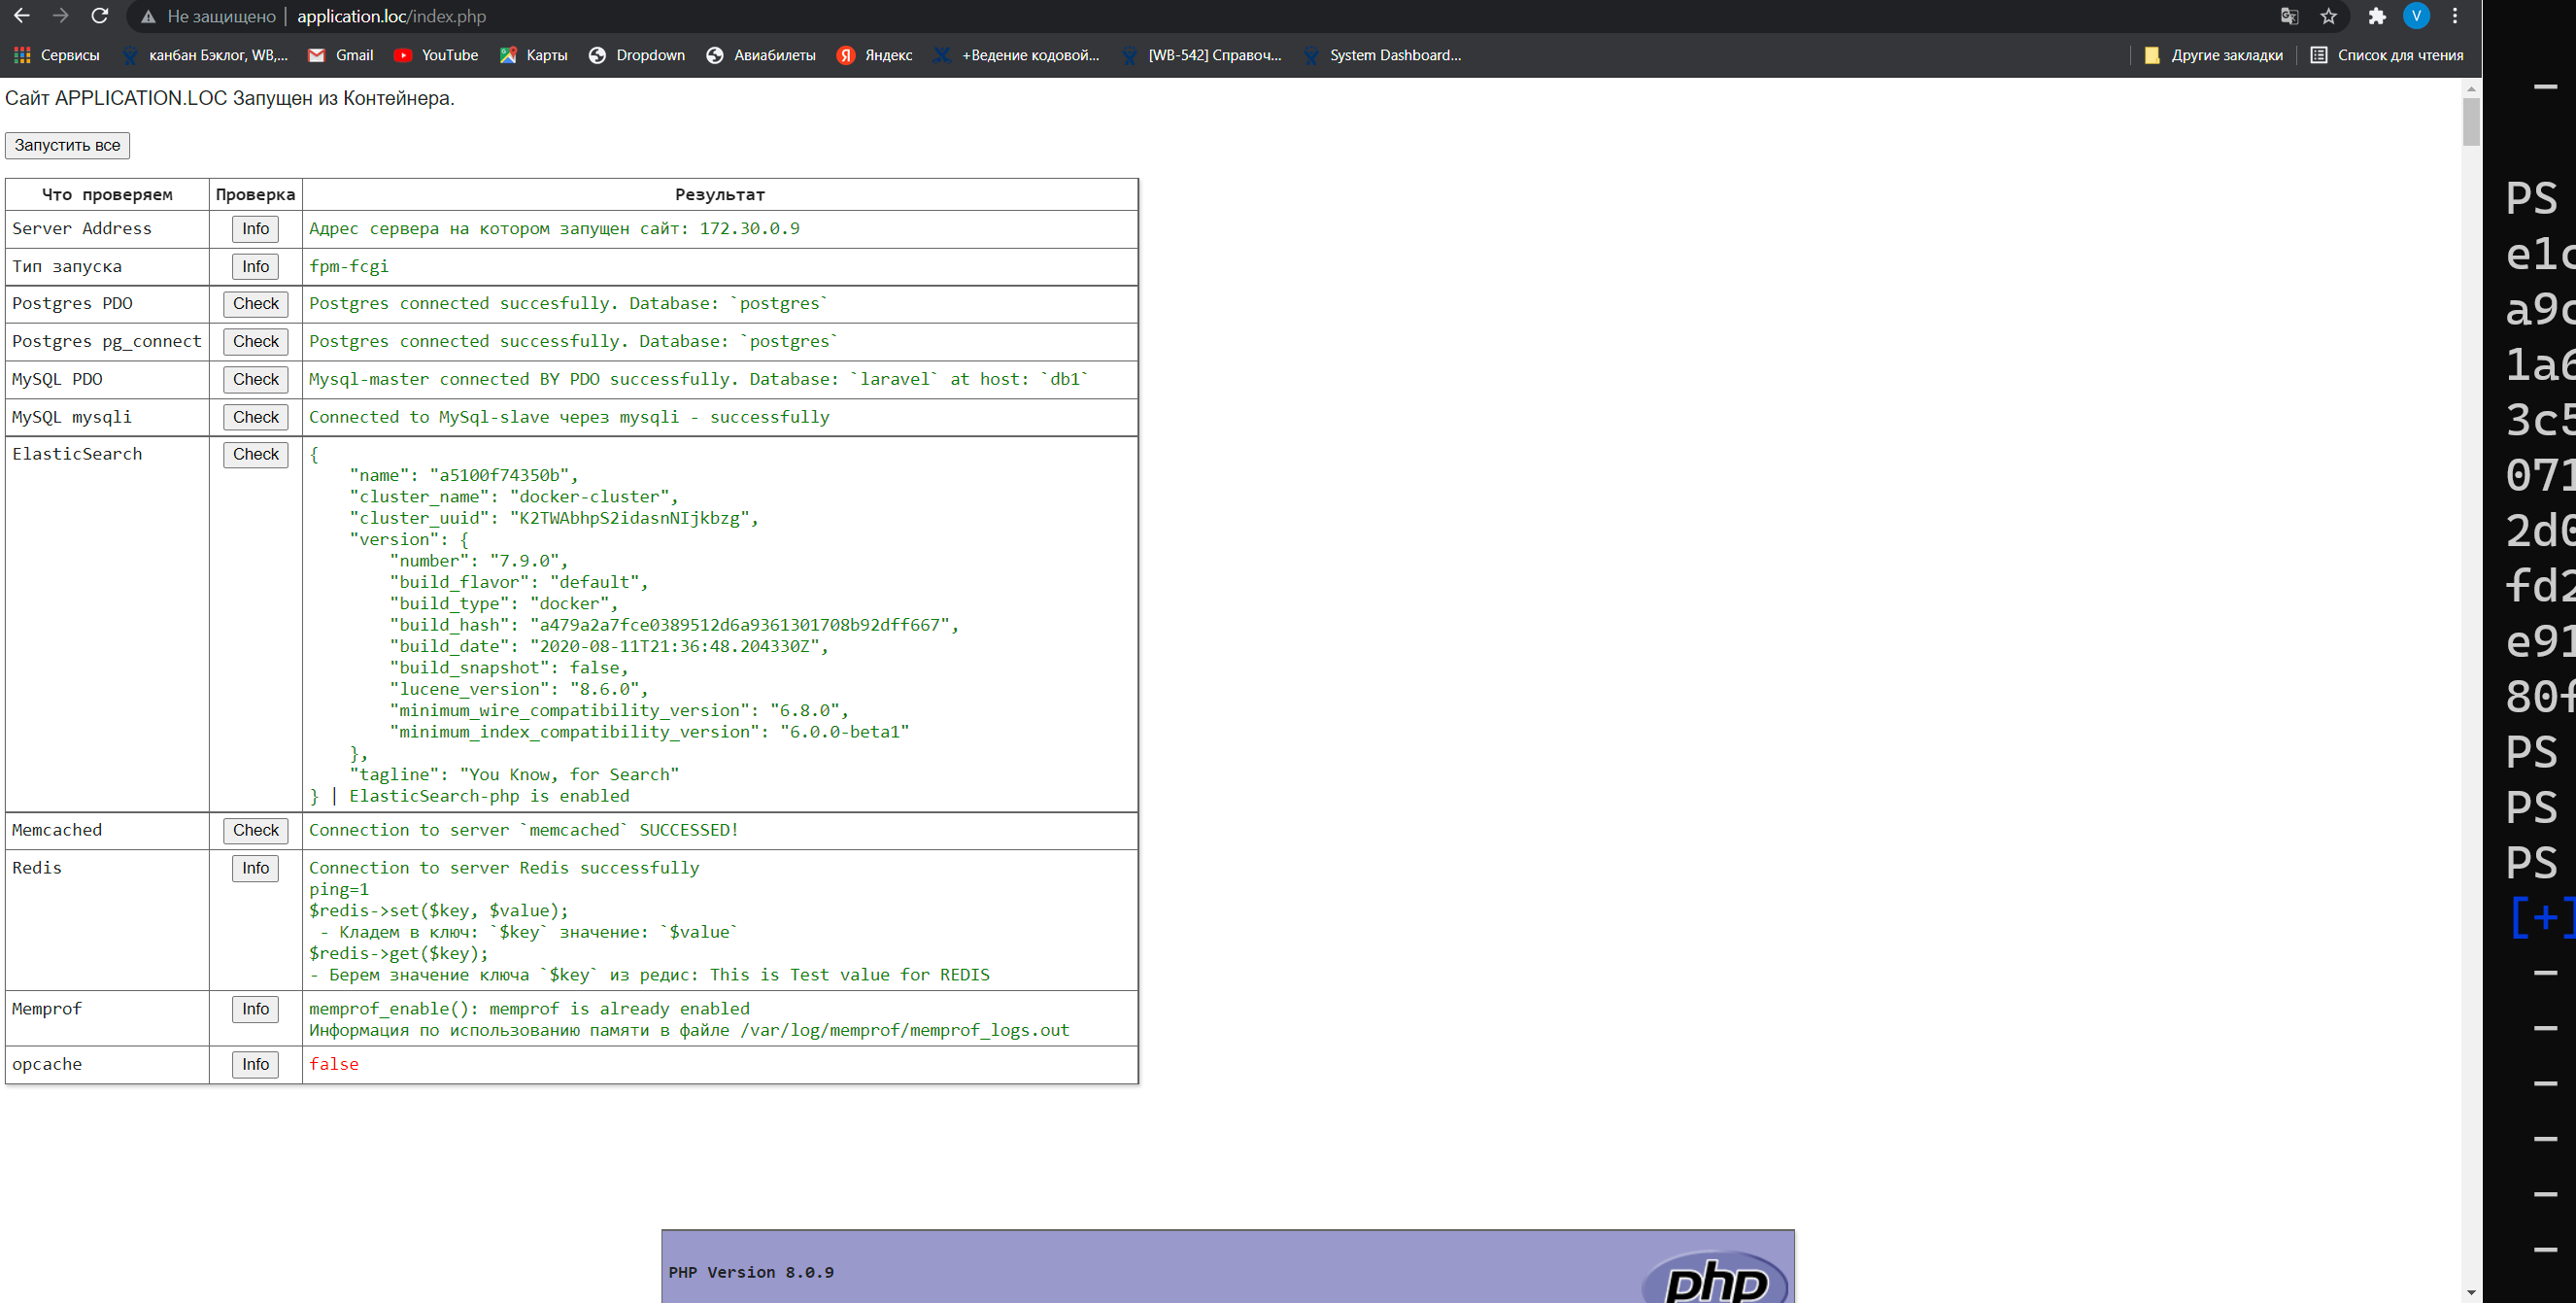 Не защищено | application.loc/index.php
V
Сервисы
канбан Бэклог, WB,...
Gmail
YouTube
Карты
Dropdown
Авиабилеты
Яндекс
+Ведение кодовой...
[WB-542] Справоч...
System Dashboard...
Другие закладки
Список для чтения
Сайт APPLICATION.LOC Запущен из Контейнера.
Запустить все
Что проверяем Проверка Результат
Server Address Info Адрес сервера на котором запущен сайт: 172.30.0.9
Тип запуска Info fpm-fcgi
Postgres PDO Check Postgres connected succesfully. Database: `postgres`
Postgres pg_connect Check Postgres connected successfully. Database: `postgres`
MySQL PDO Check Mysql-master connected BY PDO successfully. Database: `laravel` at host: `db1`
MySQL mysqli Check Connected to MySql-slave через mysqli - successfully
ElasticSearch Check {
"name": "a5100f74350b",
"cluster_name": "docker-cluster",
"cluster_uuid": "K2TWAbhpS2idasnNIjkbzg",
"version": {
"number": "7.9.0",
"build_flavor": "default",
"build_type": "docker",
"build_hash": "a479a2a7fce0389512d6a9361301708b92dff667",
"build_date": "2020-08-11T21:36:48.204330Z",
"build_snapshot": false,
"lucene_version": "8.6.0",
"minimum_wire_compatibility_version": "6.8.0",
"minimum_index_compatibility_version": "6.0.0-beta1"
},
"tagline": "You Know, for Search"
} | ElasticSearch-php is enabled
Memcached Check Connection to server `memcached` SUCCESSED!
Redis Info Connection to server Redis successfully
ping=1
$redis->set($key, $value);
- Кладем в ключ: `$key` значение: `$value`
$redis->get($key);
- Берем значение ключа `$key` из редис: This is Test value for REDIS
Memprof Info memprof_enable(): memprof is already enabled
Информация по использованию памяти в файле /var/log/memprof/memprof_logs.out
opcache Info false
PHP Version 8.0.9
php
-
PS
e1c
a9c
1a6
3c5
071
2d0
fd2
e91
80f
PS
PS
PS
[+]
-
-
-
-
-
-